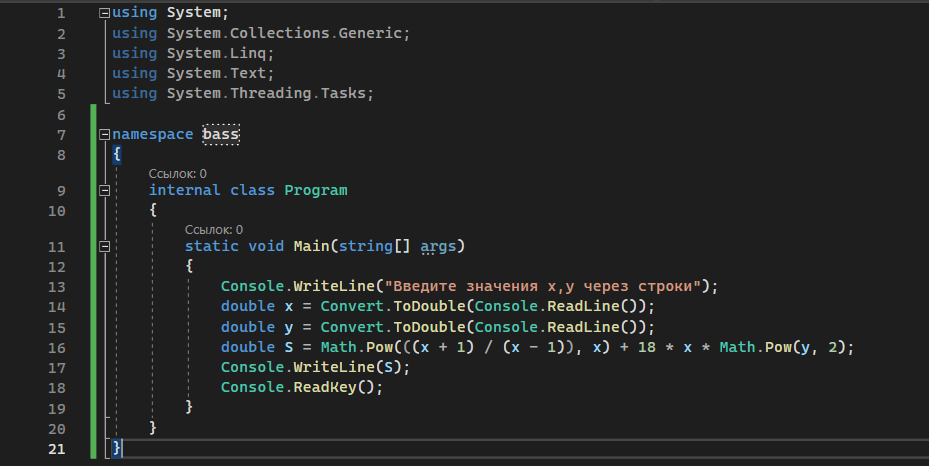 1 using System;
2 using System.Collections.Generic;
3 using System.Linq;
4 using System.Text;
5 using System.Threading.Tasks;
6
7 namespace bass
8 {
Ссылок: 0
9 internal class Program
10 {
Ссылок: 0
11 static void Main(string[] args)
12 {
13 Console.WriteLine("Введите значения x,y через строки");
14 double x = Convert.ToDouble(Console.ReadLine());
15 double y = Convert.ToDouble(Console.ReadLine());
16 double S = Math.Pow(((x + 1) / (x - 1)), x) + 18 * x * Math.Pow(y, 2);
17 Console.WriteLine(S);
18 Console.ReadKey();
19 }
20 }
21 }